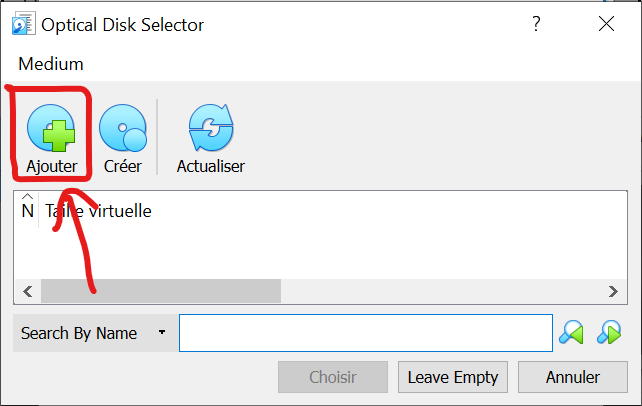 Optical Disk Selector ?
Medium
Ajouter Créer Actualiser
N Taille virtuelle
Search By Name
Choisir Leave Empty Annuler